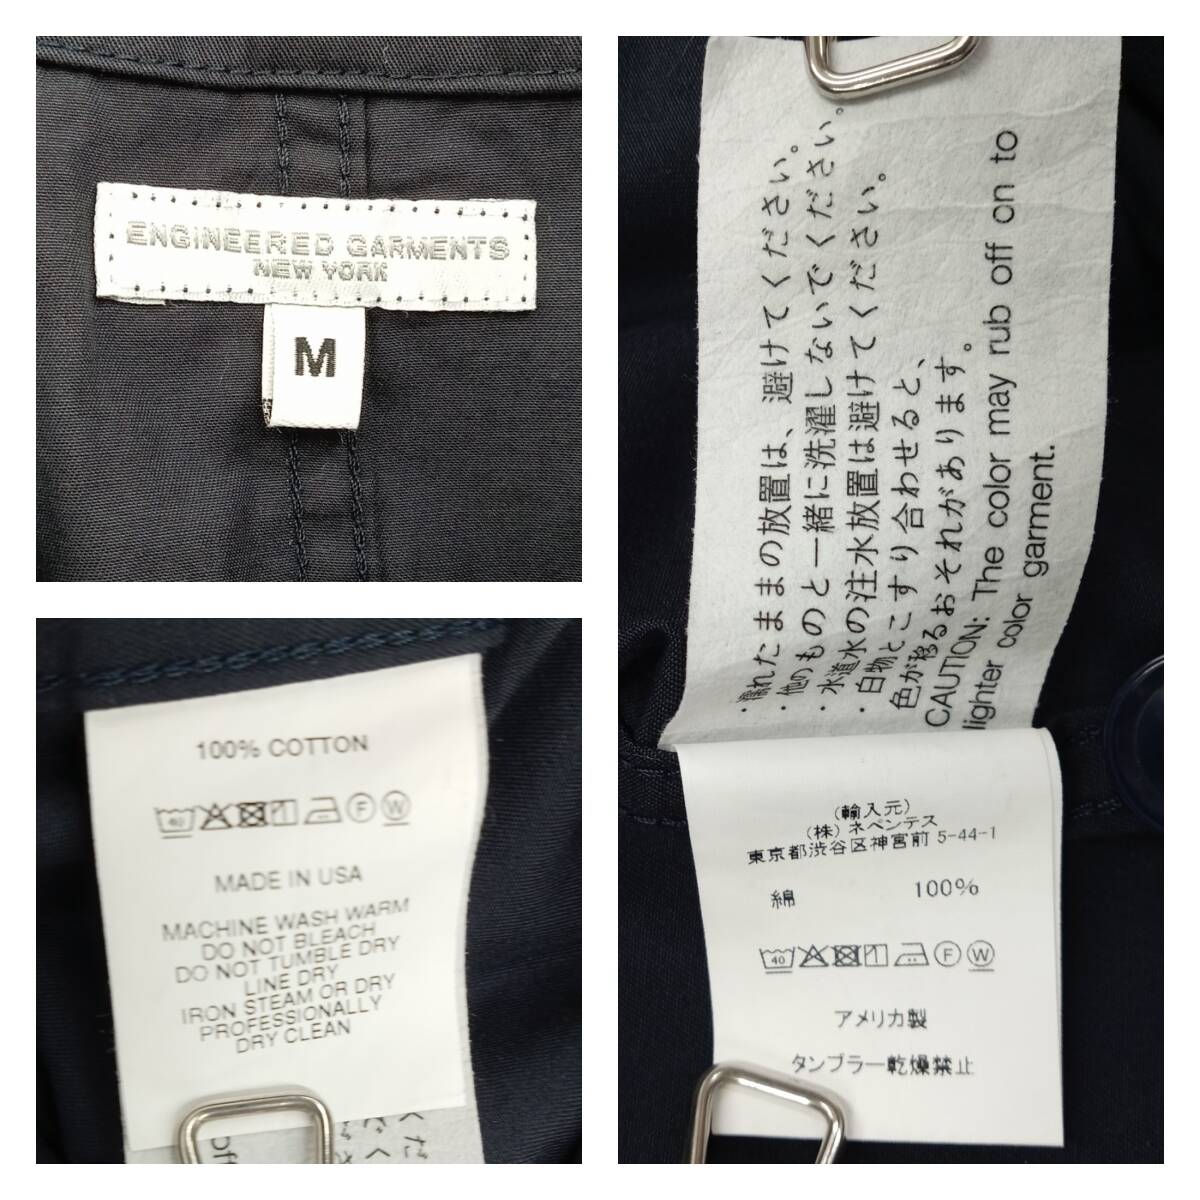 ENGINEERED GARMENTS
NEW YORK
M
100% COTTON
40
F
W
MADE IN USA
MACHINE WASH WARM
DO NOT BLEACH
DO NOT TUMBLE DRY
LINE DRY
IRON STEAM OR DRY
PROFESSIONALLY
DRY CLEAN
・濡れたままの放置は、避けてください。
・他のものと一緒に洗濯しないでください。
・水道水の注水放置は避けてください。
・白物とこすり合わせると、
色が移るおそれがあります。
CAUTION: The color may rub off on to
lighter color garment.
(輸入元)
(株) ネペンテス
東京都渋谷区神宮前 5-44-1
綿 100%
40
F
W
アメリカ製
タンブラー乾燥禁止